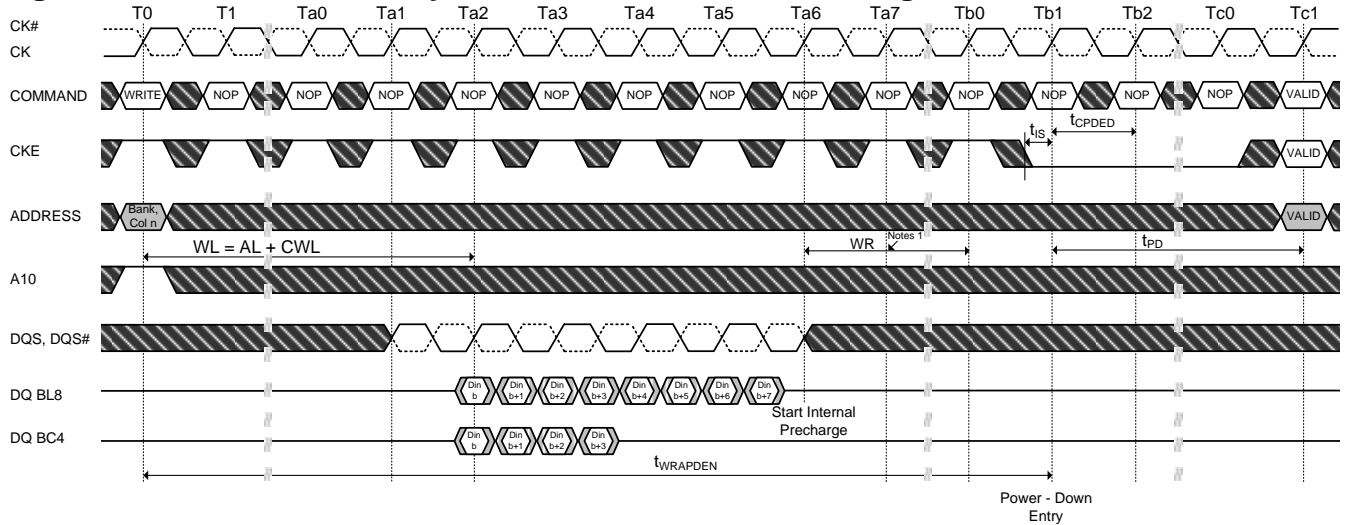 T0 T1 Ta0 Ta1 Ta2 Ta3 Ta4 Ta5 Ta6 Ta7 Tb0 Tb1 Tb2 Tc0 Tc1
CK#
CK
COMMAND WRITE NOP NOP NOP NOP NOP NOP NOP NOP NOP NOP NOP NOP NOP VALID
tIS tCPDED
CKE VALID
ADDRESS Bank, Col n VALID
WL = AL + CWL WR Notes 1 tPD
A10
DQS, DQS#
DQ BL8 Din b Din b+1 Din b+2 Din b+3 Din b+4 Din b+5 Din b+6 Din b+7
Start Internal
Precharge
DQ BC4 Din b Din b+1 Din b+2 Din b+3
tWRAPDEN
Power - Down
Entry